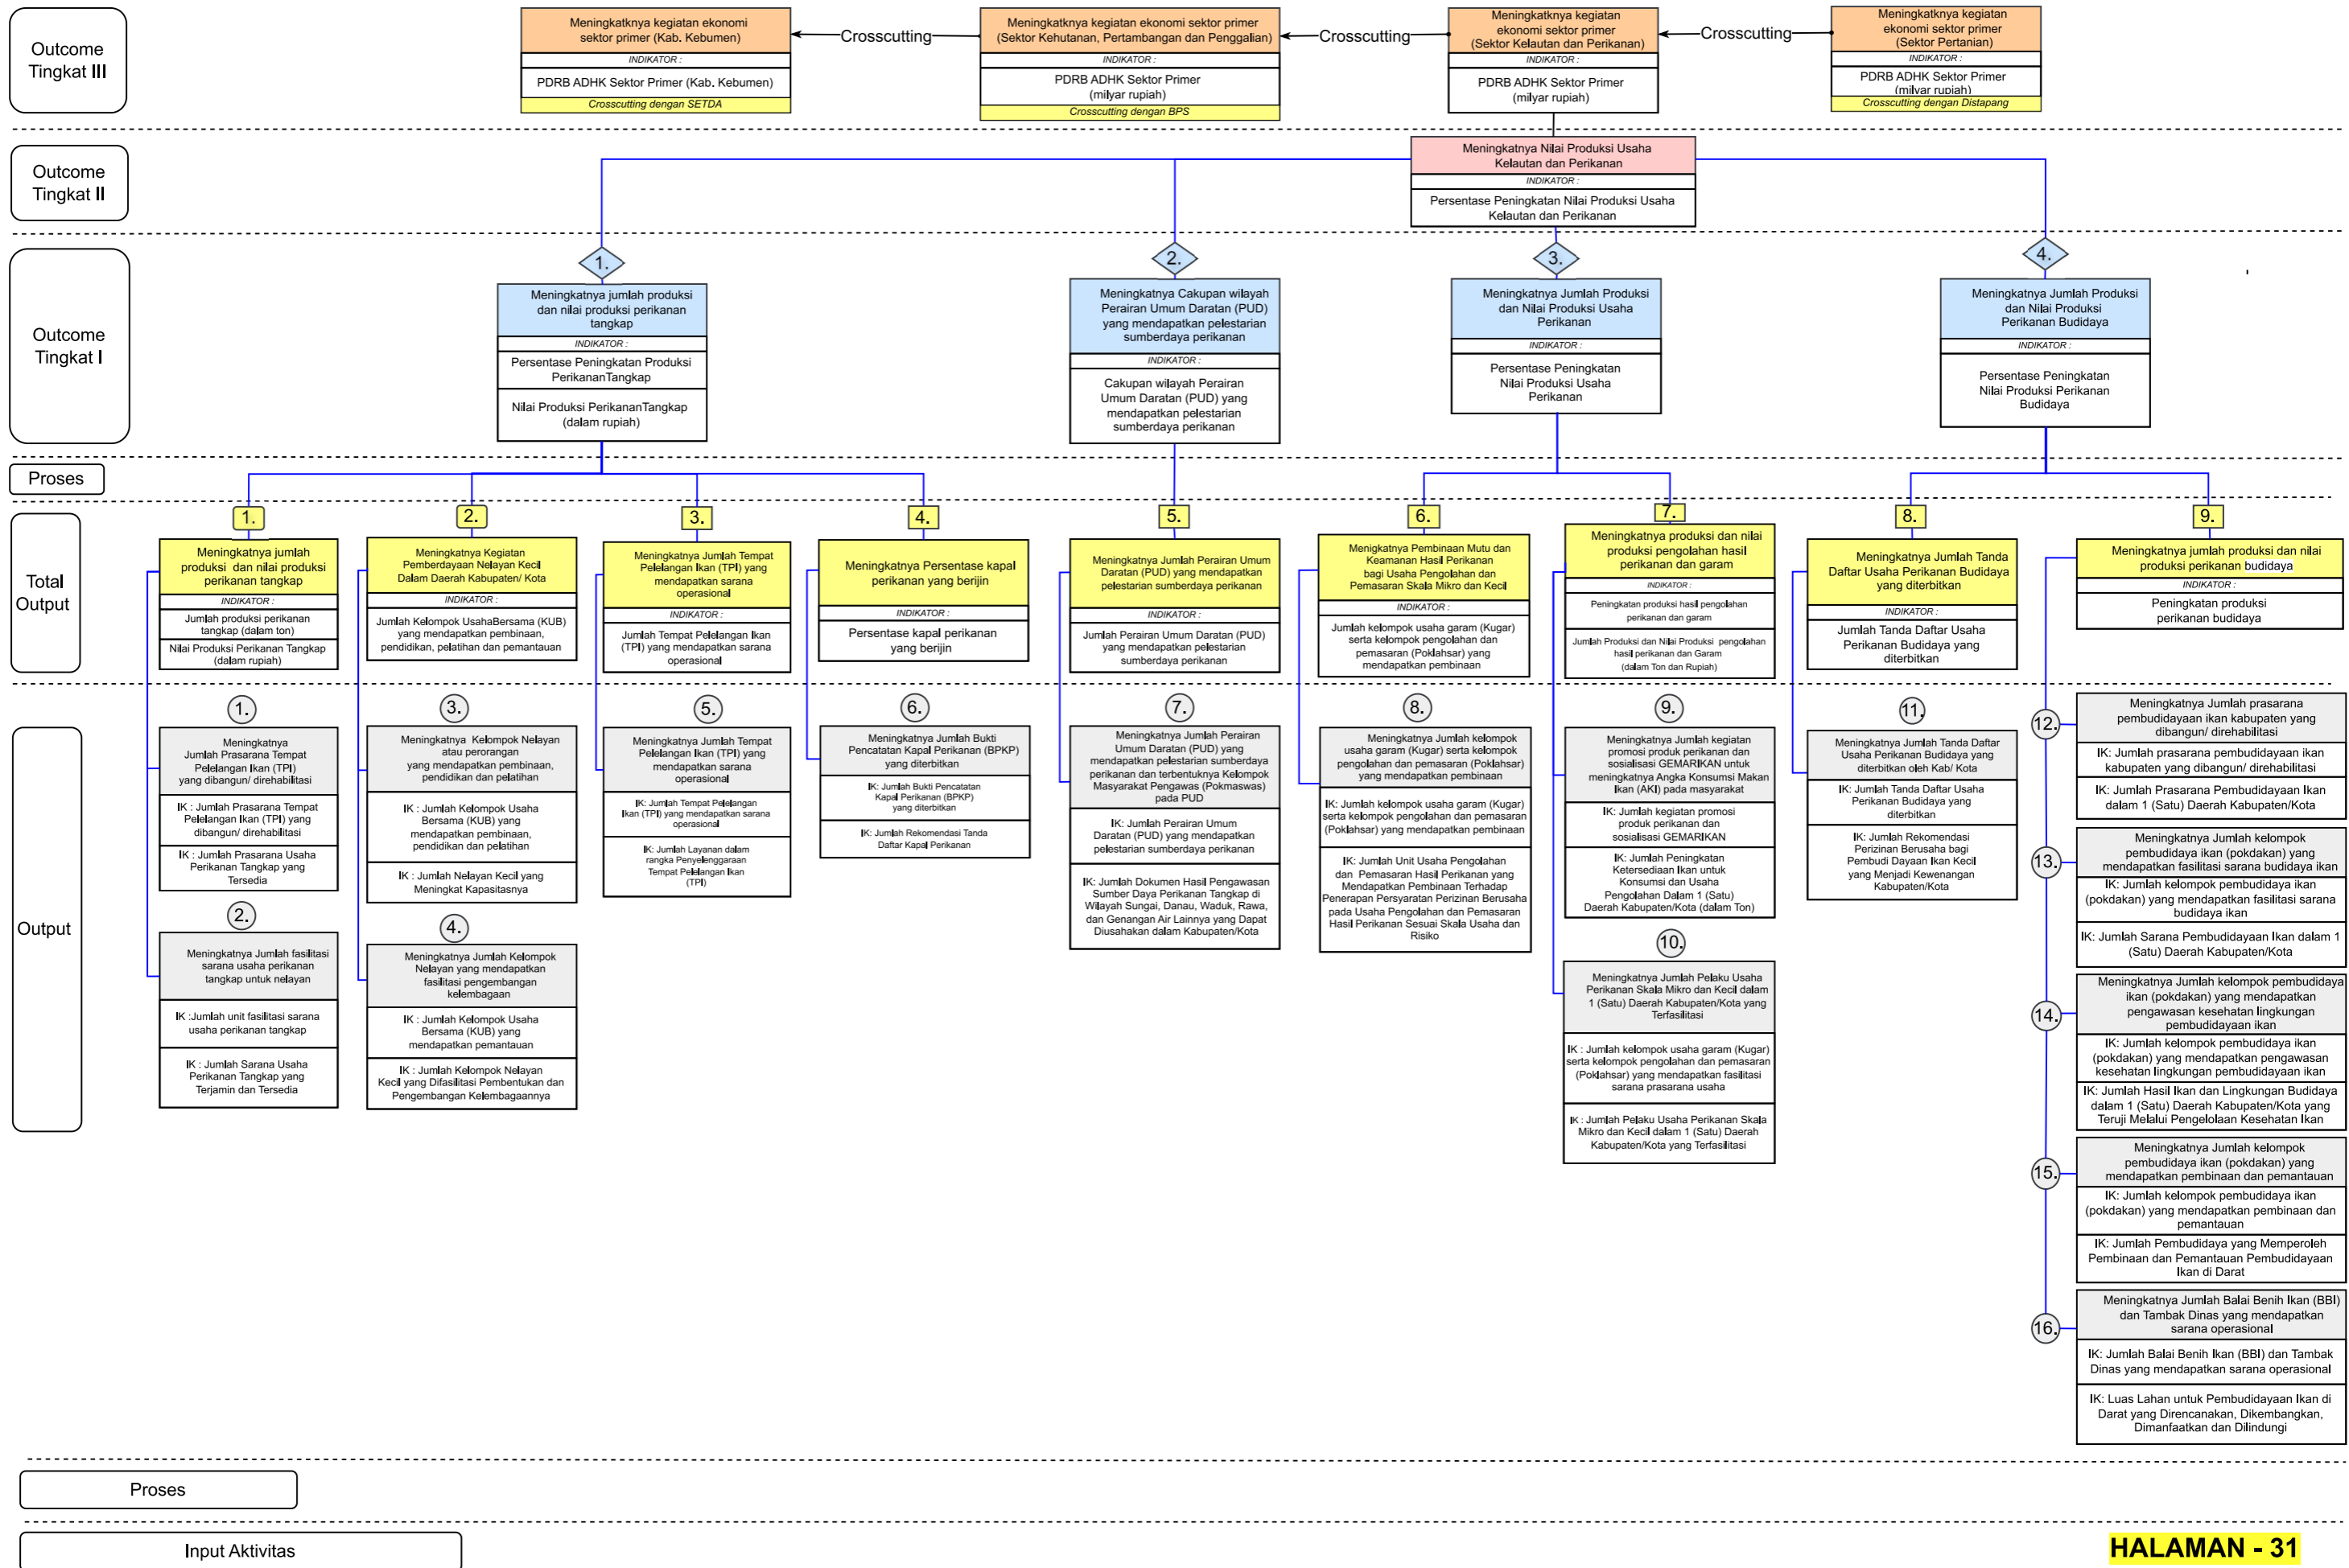 Outcome
Tingkat III
Meningkatknya kegiatan ekonomi
sektor primer (Kab. Kebumen)
INDIKATOR :
PDRB ADHK Sektor Primer (Kab. Kebumen)
Crosscutting dengan SETDA
Crosscutting
Meningkatknya kegiatan ekonomi sektor primer
(Sektor Kehutanan, Pertambangan dan Penggalian)
INDIKATOR :
PDRB ADHK Sektor Primer
(milyar rupiah)
Crosscutting dengan BPS
Crosscutting
Meningkatknya kegiatan
ekonomi sektor primer
(Sektor Kelautan dan Perikanan)
INDIKATOR :
PDRB ADHK Sektor Primer
(milyar rupiah)
Crosscutting
Meningkatknya kegiatan
ekonomi sektor primer
(Sektor Pertanian)
INDIKATOR :
PDRB ADHK Sektor Primer
(milyar rupiah)
Crosscutting dengan Distapang
Outcome
Tingkat II
Meningkatnya Nilai Produksi Usaha
Kelautan dan Perikanan
INDIKATOR :
Persentase Peningkatan Nilai Produksi Usaha
Kelautan dan Perikanan
Outcome
Tingkat I
1.
Meningkatnya jumlah produksi
dan nilai produksi perikanan
tangkap
INDIKATOR :
Persentase Peningkatan Produksi
PerikananTangkap
Nilai Produksi PerikananTangkap
(dalam rupiah)
2.
Meningkatnya Cakupan wilayah
Perairan Umum Daratan (PUD)
yang mendapatkan pelestarian
sumberdaya perikanan
INDIKATOR :
Cakupan wilayah Perairan
Umum Daratan (PUD) yang
mendapatkan pelestarian
sumberdaya perikanan
3.
Meningkatnya Jumlah Produksi
dan Nilai Produksi Usaha
Perikanan
INDIKATOR :
Persentase Peningkatan
Nilai Produksi Usaha
Perikanan
4.
Meningkatnya Jumlah Produksi
dan Nilai Produksi
Perikanan Budidaya
INDIKATOR :
Persentase Peningkatan
Nilai Produksi Perikanan
Budidaya
Proses
Total
Output
1.
Meningkatnya jumlah
produksi dan nilai produksi
perikanan tangkap
INDIKATOR :
Jumlah produksi perikanan
tangkap (dalam ton)
Nilai Produksi Perikanan Tangkap
(dalam rupiah)
2.
Meningkatnya Kegiatan
Pemberdayaan Nelayan Kecil
Dalam Daerah Kabupaten/ Kota
INDIKATOR :
Jumlah Kelompok UsahaBersama (KUB)
yang mendapatkan pembinaan,
pendidikan, pelatihan dan pemantauan
3.
Meningkatnya Jumlah Tempat
Pelelangan Ikan (TPI) yang
mendapatkan sarana
operasional
INDIKATOR :
Jumlah Tempat Pelelangan Ikan
(TPI) yang mendapatkan sarana
operasional
4.
Meningkatnya Persentase kapal
perikanan yang berijin
INDIKATOR :
Persentase kapal perikanan
yang berijin
5.
Meningkatnya Jumlah Perairan Umum
Daratan (PUD) yang mendapatkan
pelestarian sumberdaya perikanan
INDIKATOR :
Jumlah Perairan Umum Daratan (PUD)
yang mendapatkan pelestarian
sumberdaya perikanan
6.
Menigkatnya Pembinaan Mutu dan
Keamanan Hasil Perikanan
bagi Usaha Pengolahan dan
Pemasaran Skala Mikro dan Kecil
INDIKATOR :
Jumlah kelompok usaha garam (Kugar)
serta kelompok pengolahan dan
pemasaran (Poklahsar) yang
mendapatkan pembinaan
7.
Meningkatnya produksi dan nilai
produksi pengolahan hasil
perikanan dan garam
INDIKATOR :
Peningkatan produksi hasil pengolahan
perikanan dan garam
Jumlah Produksi dan Nilai Produksi pengolahan
hasil perikanan dan Garam
(dalam Ton dan Rupiah)
8.
Meningkatnya Jumlah Tanda
Daftar Usaha Perikanan Budidaya
yang diterbitkan
INDIKATOR :
Jumlah Tanda Daftar Usaha
Perikanan Budidaya yang
diterbitkan
9.
Meningkatnya jumlah produksi dan nilai
produksi perikanan budidaya
INDIKATOR :
Peningkatan produksi
perikanan budidaya
Output
1.
Meningkatnya
Jumlah Prasarana Tempat
Pelelangan Ikan (TPI)
yang dibangun/ direhabilitasi
IK : Jumlah Prasarana Tempat
Pelelangan Ikan (TPI) yang
dibangun/ direhabilitasi
IK : Jumlah Prasarana Usaha
Perikanan Tangkap yang
Tersedia
2.
Meningkatnya Jumlah fasilitasi
sarana usaha perikanan
tangkap untuk nelayan
IK :Jumlah unit fasilitasi sarana
usaha perikanan tangkap
IK : Jumlah Sarana Usaha
Perikanan Tangkap yang
Terjamin dan Tersedia
3.
Meningkatnya Kelompok Nelayan
atau perorangan
yang mendapatkan pembinaan,
pendidikan dan pelatihan
IK : Jumlah Kelompok Usaha
Bersama (KUB) yang
mendapatkan pembinaan,
pendidikan dan pelatihan
IK : Jumlah Nelayan Kecil yang
Meningkat Kapasitasnya
4.
Meningkatnya Jumlah Kelompok
Nelayan yang mendapatkan
fasilitasi pengembangan
kelembagaan
IK : Jumlah Kelompok Usaha
Bersama (KUB) yang
mendapatkan pemantauan
IK : Jumlah Kelompok Nelayan
Kecil yang Difasilitasi Pembentukan dan
Pengembangan Kelembagaannya
5.
Meningkatnya Jumlah Tempat
Pelelangan Ikan (TPI) yang
mendapatkan sarana
operasional
IK: Jumlah Tempat Pelelangan
Ikan (TPI) yang mendapatkan sarana
operasional
IK: Jumlah Layanan dalam
rangka Penyelenggaraan
Tempat Pelelangan Ikan
(TPI)
6.
Meningkatnya Jumlah Bukti
Pencatatan Kapal Perikanan (BPKP)
yang diterbitkan
IK: Jumlah Bukti Pencatatan
Kapal Perikanan (BPKP)
yang diterbitkan
IK: Jumlah Rekomendasi Tanda
Daftar Kapal Perikanan
7.
Meningkatnya Jumlah Perairan
Umum Daratan (PUD) yang
mendapatkan pelestarian sumberdaya
perikanan dan terbentuknya Kelompok
Masyarakat Pengawas (Pokmaswas)
pada PUD
IK: Jumlah Perairan Umum
Daratan (PUD) yang mendapatkan
pelestarian sumberdaya perikanan
IK: Jumlah Dokumen Hasil Pengawasan
Sumber Daya Perikanan Tangkap di
Wilayah Sungai, Danau, Waduk, Rawa,
dan Genangan Air Lainnya yang Dapat
Diusahakan dalam Kabupaten/Kota
8.
Meningkatnya Jumlah kelompok
usaha garam (Kugar) serta kelompok
pengolahan dan pemasaran (Poklahsar)
yang mendapatkan pembinaan
IK: Jumlah kelompok usaha garam (Kugar)
serta kelompok pengolahan dan pemasaran
(Poklahsar) yang mendapatkan pembinaan
IK: Jumlah Unit Usaha Pengolahan
dan Pemasaran Hasil Perikanan yang
Mendapatkan Pembinaan Terhadap
Penerapan Persyaratan Perizinan Berusaha
pada Usaha Pengolahan dan Pemasaran
Hasil Perikanan Sesuai Skala Usaha dan
Risiko
9.
Meningkatnya Jumlah kegiatan
promosi produk perikanan dan
sosialisasi GEMARIKAN untuk
meningkatnya Angka Konsumsi Makan
Ikan (AKI) pada masyarakat
IK: Jumlah kegiatan promosi
produk perikanan dan
sosialisasi GEMARIKAN
IK: Jumlah Peningkatan
Ketersediaan Ikan untuk
Konsumsi dan Usaha
Pengolahan Dalam 1 (Satu)
Daerah Kabupaten/Kota (dalam Ton)
10.
Meningkatnya Jumlah Pelaku Usaha
Perikanan Skala Mikro dan Kecil dalam
1 (Satu) Daerah Kabupaten/Kota yang
Terfasilitasi
IK : Jumlah kelompok usaha garam (Kugar)
serta kelompok pengolahan dan pemasaran
(Poklahsar) yang mendapatkan fasilitasi
sarana prasarana usaha
IK : Jumlah Pelaku Usaha Perikanan Skala
Mikro dan Kecil dalam 1 (Satu) Daerah
Kabupaten/Kota yang Terfasilitasi
11.
Meningkatnya Jumlah Tanda Daftar
Usaha Perikanan Budidaya yang
diterbitkan oleh Kab/ Kota
IK: Jumlah Tanda Daftar Usaha
Perikanan Budidaya yang
diterbitkan
IK: Jumlah Rekomendasi
Perizinan Berusaha bagi
Pembudi Dayaan Ikan Kecil
yang Menjadi Kewenangan
Kabupaten/Kota
12.
Meningkatnya Jumlah prasarana
pembudidayaan ikan kabupaten yang
dibangun/ direhabilitasi
IK: Jumlah prasarana pembudidayaan ikan
kabupaten yang dibangun/ direhabilitasi
IK: Jumlah Prasarana Pembudidayaan Ikan
dalam 1 (Satu) Daerah Kabupaten/Kota
13.
Meningkatnya Jumlah kelompok
pembudidaya ikan (pokdakan) yang
mendapatkan fasilitasi sarana budidaya ikan
IK: Jumlah kelompok pembudidaya ikan
(pokdakan) yang mendapatkan fasilitasi sarana
budidaya ikan
IK: Jumlah Sarana Pembudidayaan Ikan dalam 1
(Satu) Daerah Kabupaten/Kota
14.
Meningkatnya Jumlah kelompok pembudidaya
ikan (pokdakan) yang mendapatkan
pengawasan kesehatan lingkungan
pembudidayaan ikan
IK: Jumlah kelompok pembudidaya ikan
(pokdakan) yang mendapatkan pengawasan
kesehatan lingkungan pembudidayaan ikan
IK: Jumlah Hasil Ikan dan Lingkungan Budidaya
dalam 1 (Satu) Daerah Kabupaten/Kota yang
Teruji Melalui Pengelolaan Kesehatan Ikan
15.
Meningkatnya Jumlah kelompok
pembudidaya ikan (pokdakan) yang
mendapatkan pembinaan dan pemantauan
IK: Jumlah kelompok pembudidaya ikan
(pokdakan) yang mendapatkan pembinaan dan
pemantauan
IK: Jumlah Pembudidaya yang Memperoleh
Pembinaan dan Pemantauan Pembudidayaan
Ikan di Darat
16.
Meningkatnya Jumlah Balai Benih Ikan (BBI)
dan Tambak Dinas yang mendapatkan
sarana operasional
IK: Jumlah Balai Benih Ikan (BBI) dan Tambak
Dinas yang mendapatkan sarana operasional
IK: Luas Lahan untuk Pembudidayaan Ikan di
Darat yang Direncanakan, Dikembangkan,
Dimanfaatkan dan Dilindungi
Proses
Input Aktivitas
HALAMAN - 31